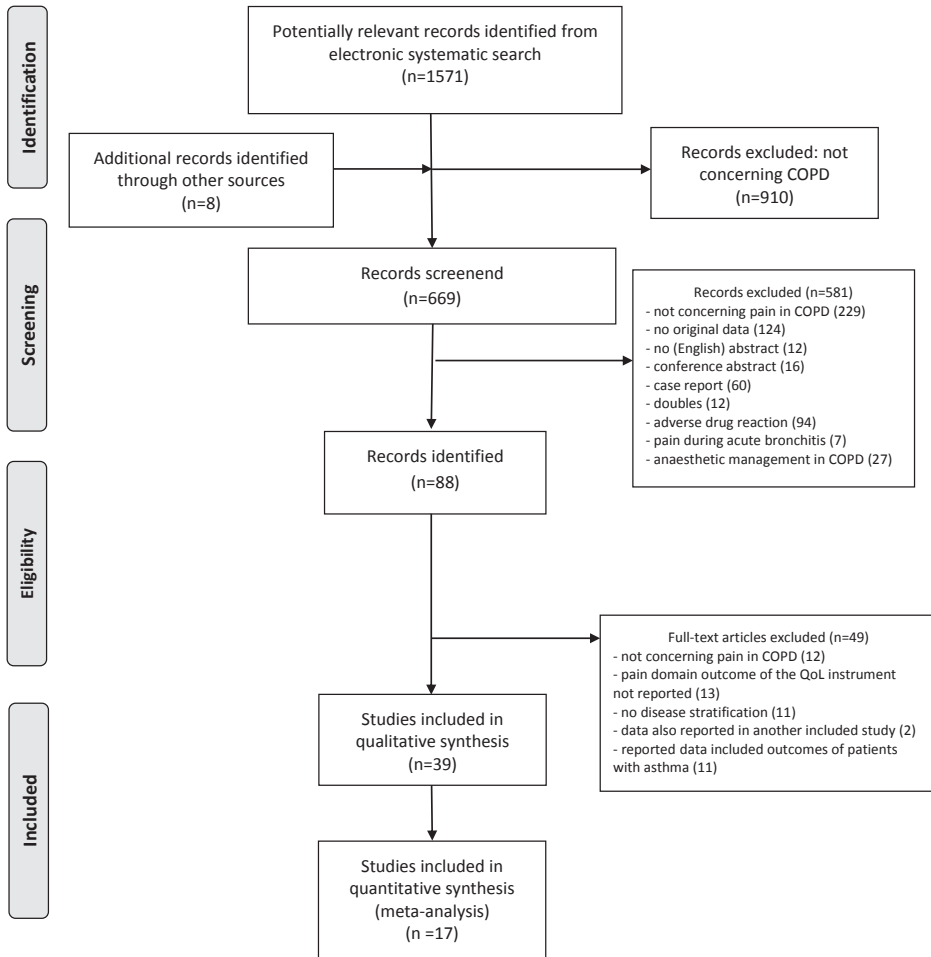 Identification
Potentially relevant records identified from
electronic systematic search
(n=1571)
Additional records identified
through other sources
(n=8)
Records excluded: not
concerning COPD
(n=910)
Screening
Records screenend
(n=669)
Records excluded (n=581)
- not concerning pain in COPD (229)
- no original data (124)
- no (English) abstract (12)
- conference abstract (16)
- case report (60)
- doubles (12)
- adverse drug reaction (94)
- pain during acute bronchitis (7)
- anaesthetic management in COPD (27)
Records identified
(n=88)
Eligibility
Full-text articles excluded (n=49)
- not concerning pain in COPD (12)
- pain domain outcome of the QoL instrument
not reported (13)
- no disease stratification (11)
- data also reported in another included study (2)
- reported data included outcomes of patients
with asthma (11)
Included
Studies included in
qualitative synthesis
(n=39)
Studies included in
quantitative synthesis
(meta-analysis)
(n =17)